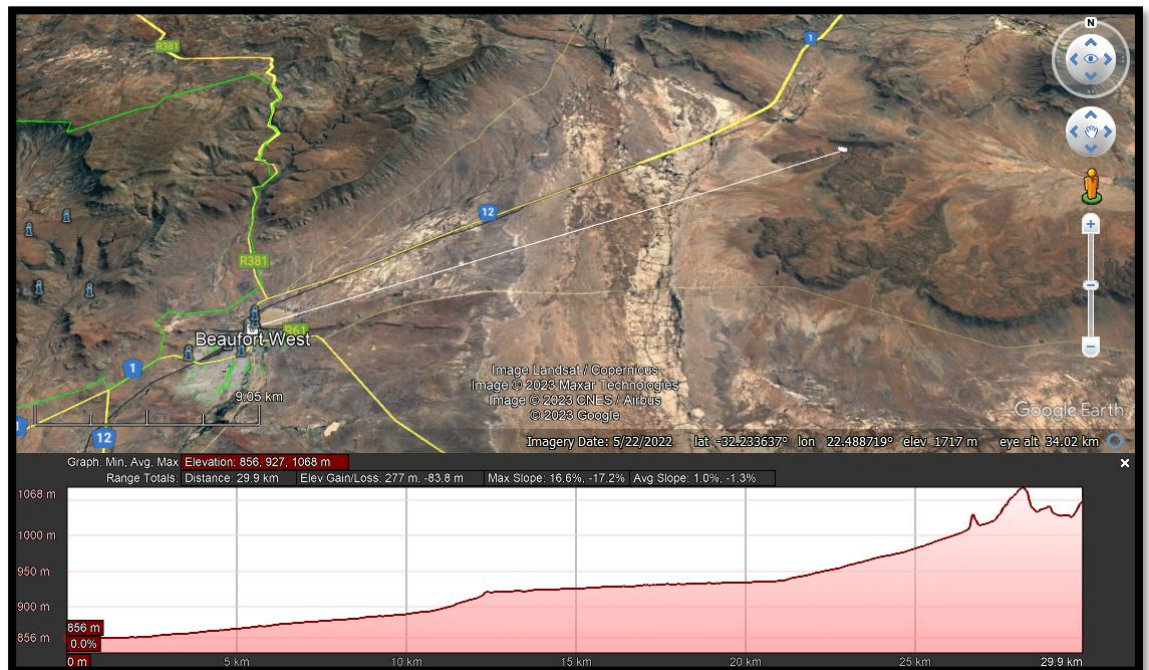 R381
1
N
12
R381
R61
Beaufort West
1
9.05 km
1
12
Image Landsat / Copernicus
Image © 2023 Maxar Technologies
Image © 2023 CNES / Airbus
© 2023 Google
Google Earth
Imagery Date: 5/22/2022 lat -32.233637° lon 22.488719° elev 1717 m eye alt 34.02 km
Graph: Min, Avg, Max Elevation: 856, 927, 1068 m
Range Totals: Distance: 29.9 km Elev Gain/Loss: 277 m, -83.8 m Max Slope: 16.6%, -17.2% Avg Slope: 1.0%, -1.3%
1068 m
1000 m
950 m
900 m
856 m
856 m
0.0%
0 m 5 km 10 km 15 km 20 km 25 km 29.9 km